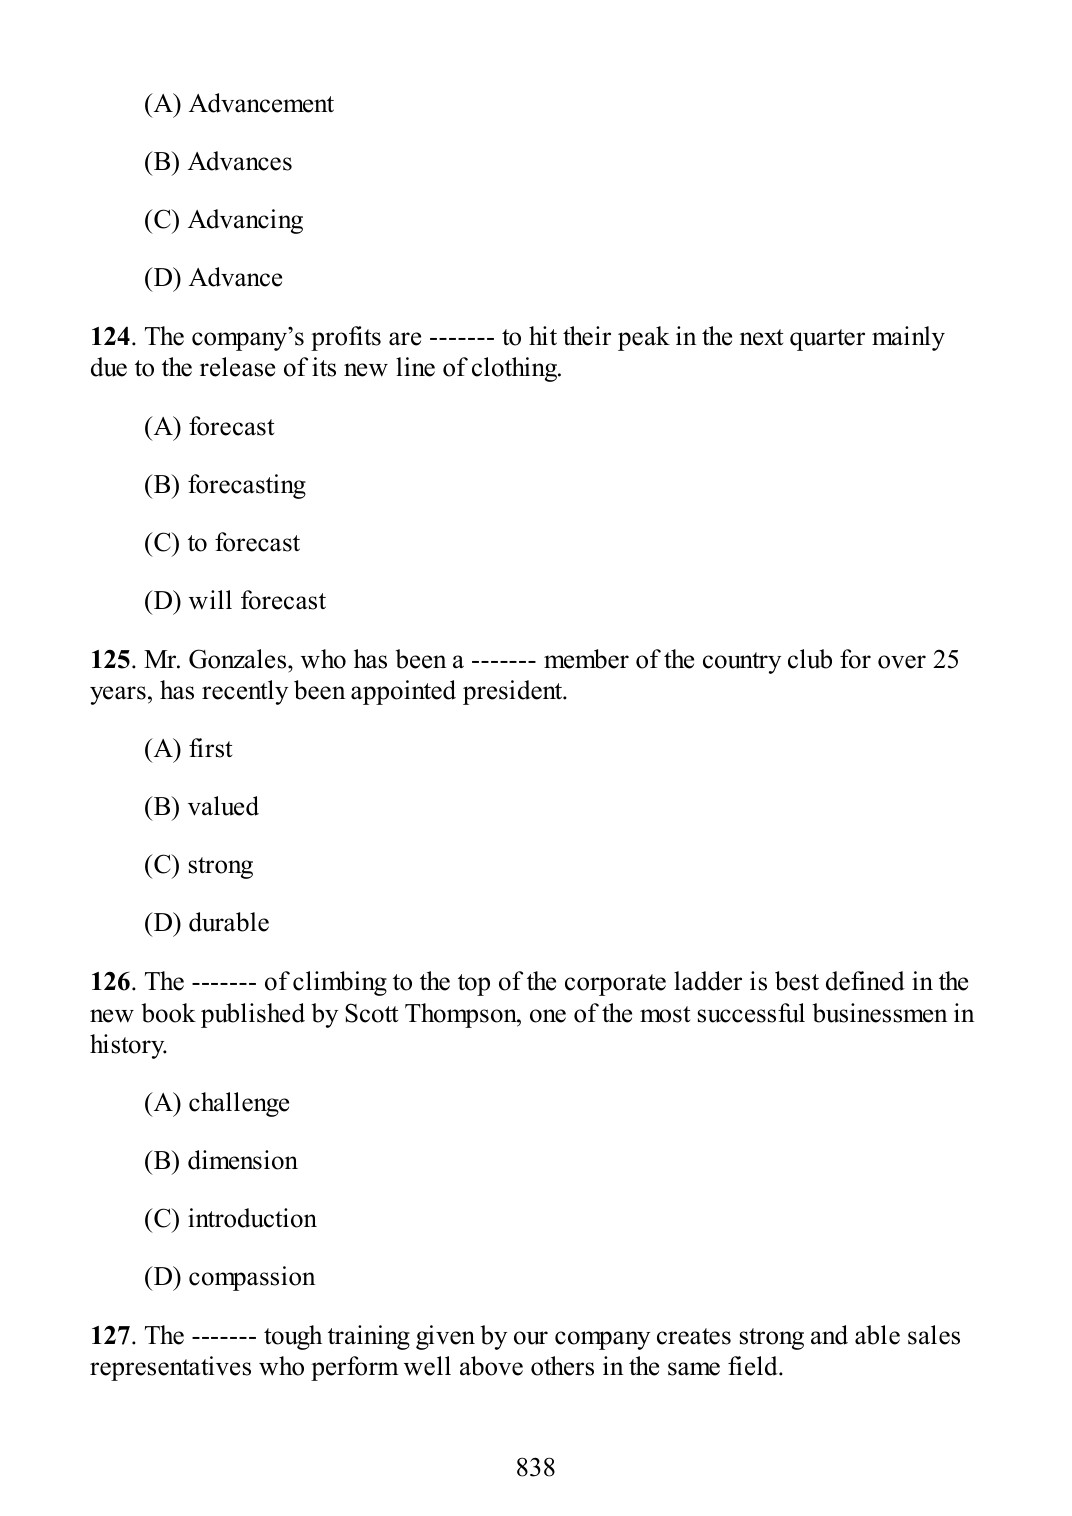 (A) Advancement
(B) Advances
(C) Advancing
(D) Advance
124. The company’s profits are ------- to hit their peak in the next quarter mainly
due to the release of its new line of clothing.
(A) forecast
(B) forecasting
(C) to forecast
(D) will forecast
125. Mr. Gonzales, who has been a ------- member of the country club for over 25
years, has recently been appointed president.
(A) first
(B) valued
(C) strong
(D) durable
126. The ------- of climbing to the top of the corporate ladder is best defined in the
new book published by Scott Thompson, one of the most successful businessmen in
history.
(A) challenge
(B) dimension
(C) introduction
(D) compassion
127. The ------- tough training given by our company creates strong and able sales
representatives who perform well above others in the same field.
838